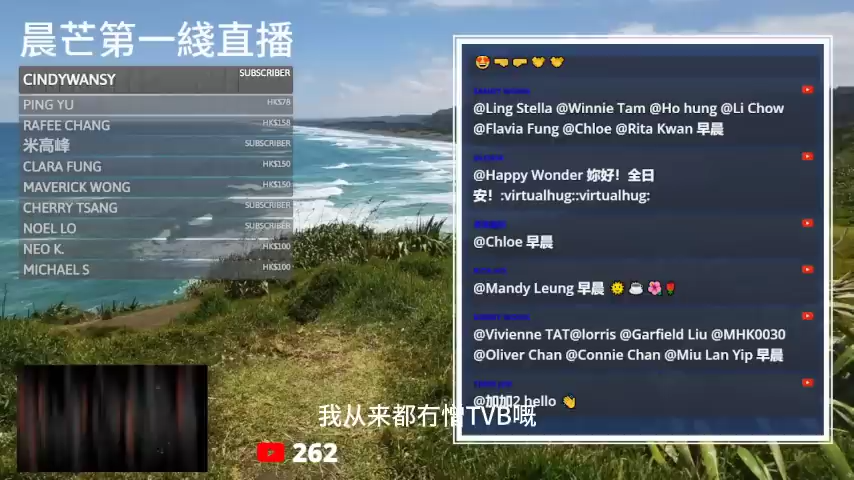 晨芒第一綫直播
CINDYWANSY
SUBSCRIBER
PING YU
HK$78
RAFEE CHANG
HK$158
米高峰
SUBSCRIBER
CLARA FUNG
HK$150
MAVERICK WONG
HK$150
CHERRY TSANG
SUBSCRIBER
NOEL LO
SUBSCRIBER
NEO K.
HK$100
MICHAEL S
HK$100
@Ling Stella @Winnie Tam @Ho hung @Li Chow
@Flavia Fung @Chloe @Rita Kwan 早晨
@Happy Wonder 妳好！全日
安！:virtualhug::virtualhug:
@Chloe 早晨
@Mandy Leung 早晨
@Vivienne TAT@lorris @Garfield Liu @MHK0030
@Oliver Chan @Connie Chan @Miu Lan Yip 早晨
@加加2 hello
我从来都冇憎TVB嘅
262